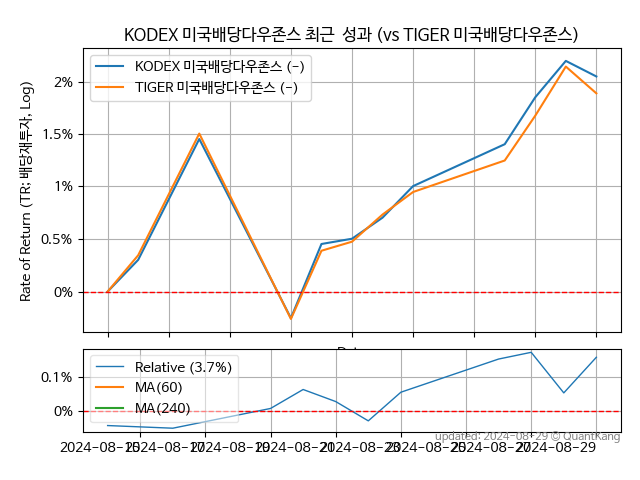 KODEX 미국배당다우존스 최근 성과 (vs TIGER 미국배당다우존스)
KODEX 미국배당다우존스 (-)
TIGER 미국배당다우존스 (-)
Rate of Return (TR; 배당재투자, Log)
2%
1.5%
1%
0.5%
0%
Relative (3.7%)
MA(60)
MA(240)
0.1%
0%
updated: 2024-08-29 © QuantKang
2024-08-15 2024-08-17 2024-08-19 2024-08-21 2024-08-23 2024-08-25 2024-08-27 2024-08-29